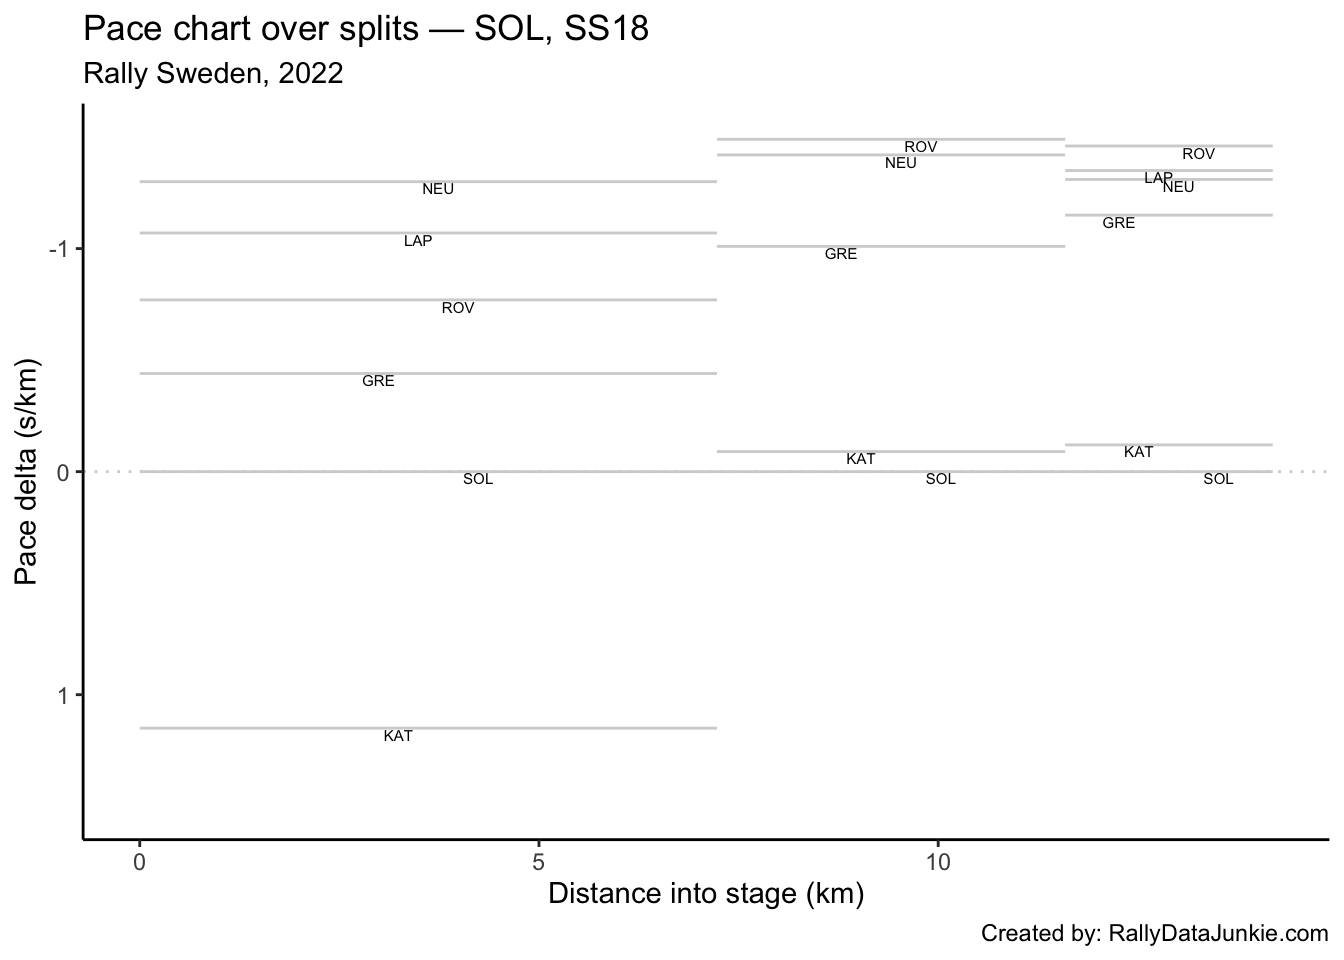 Pace chart over splits — SOL, SS18
Rally Sweden, 2022
ROV
NEU
ROV
NEU
LAP
NEU
LAP
GRE
-1
GRE
ROV
GRE
KAT
KAT
0
SOL
SOL
SOL
1
KAT
Pace delta (s/km)
0
5
10
Distance into stage (km)
Created by: RallyDataJunkie.com